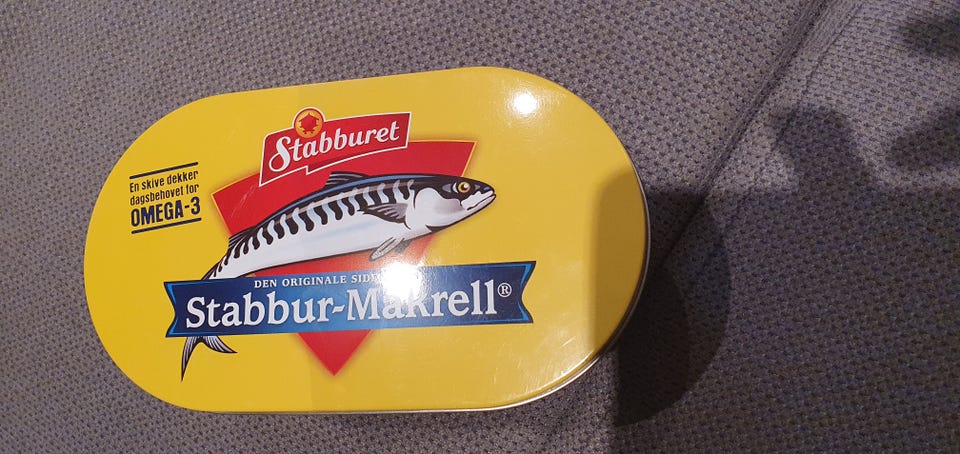 Stabburet
En skive dekker
dagsbehovet for
OMEGA-3
DEN ORIGINALE
Stabbur-Makrell®